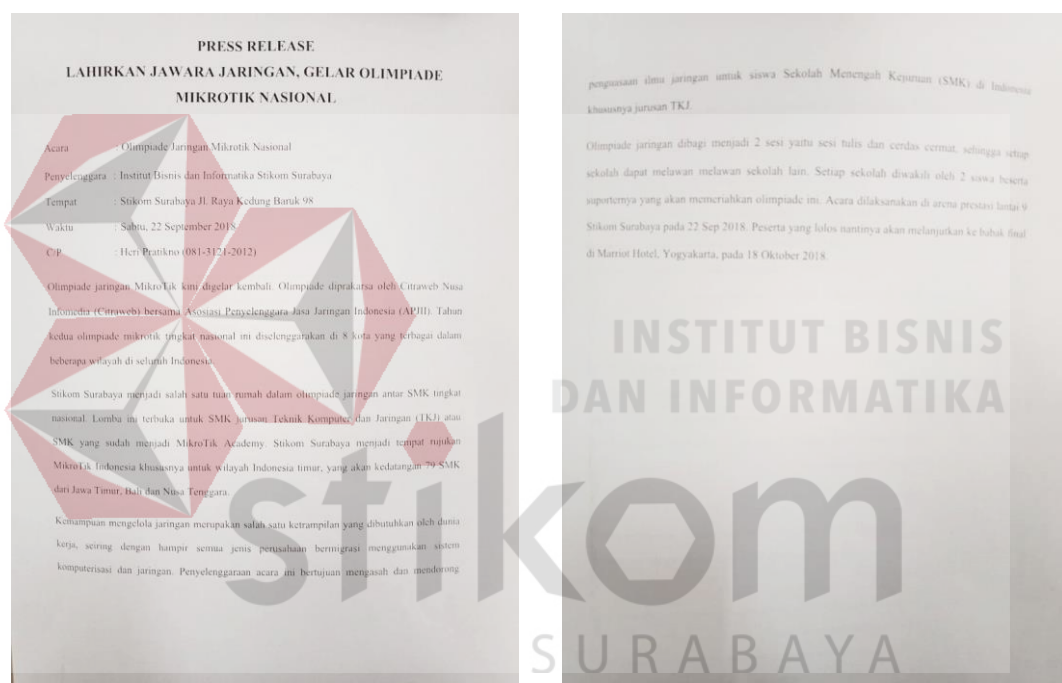 PRESS RELEASE
LAHIRKAN JAWARA JARINGAN, GELAR OLIMPIADE
MIKROTIK NASIONAL
Acara : Olimpiade Jaringan Mikrotik Nasional
Penyelenggara : Institut Bisnis dan Informatika Stikom Surabaya
Tempat : Stikom Surabaya Jl. Raya Kedung Baruk 98
Waktu : Sabtu, 22 September 2018
C/P : Heri Pratikno (081-3121-2012)
Olimpiade jaringan MikroTik kini digelar kembali. Olimpiade diprakarsa oleh Citraweb Nusa
Infomedia (Citraweb) bersama Asosiasi Penyelenggara Jasa Jaringan Indonesia (APJII). Tahun
kedua olimpiade mikrotik tingkat nasional ini diselenggarakan di 8 kota yang terbagai dalam
beberapa wilayah di seluruh Indonesia.
Stikom Surabaya menjadi salah satu tuan rumah dalam olimpiade jaringan antar SMK tingkat
nasional. Lomba ini terbuka untuk SMK jurusan Teknik Komputer dan Jaringan (TKJ) atau
SMK yang sudah menjadi MikroTik Academy. Stikom Surabaya menjadi tempat rujukan
MikroTik Indonesia khususnya untuk wilayah Indonesia timur, yang akan kedatangan 79 SMK
dari Jawa Timur, Bali dan Nusa Tenggara.
Kemampuan mengelola jaringan merupakan salah satu ketrampilan yang dibutuhkan oleh dunia
kerja, seiring dengan hampir semua jenis perusahaan bermigrasi menggunakan sistem
komputerisasi dan jaringan. Penyelenggaraan acara ini bertujuan mengasah dan mendorong
penguasaan ilmu jaringan untuk siswa Sekolah Menengah Kejuruan (SMK) di Indonesia
khususnya jurusan TKJ.
Olimpiade jaringan dibagi menjadi 2 sesi yaitu sesi tulis dan cerdas cermat, sehingga setiap
sekolah dapat melawan melawan sekolah lain. Setiap sekolah diwakili oleh 2 siswa beserta
suporternya yang akan memeriahkan olimpiade ini. Acara dilaksanakan di arena prestasi lantai 9
Stikom Surabaya pada 22 Sep 2018. Peserta yang lolos nantinya akan melanjutkan ke babak final
di Marriot Hotel, Yogyakarta, pada 18 Oktober 2018.
INSTITUT BISNIS
DAN INFORMATIKA
stikom
SURABAYA